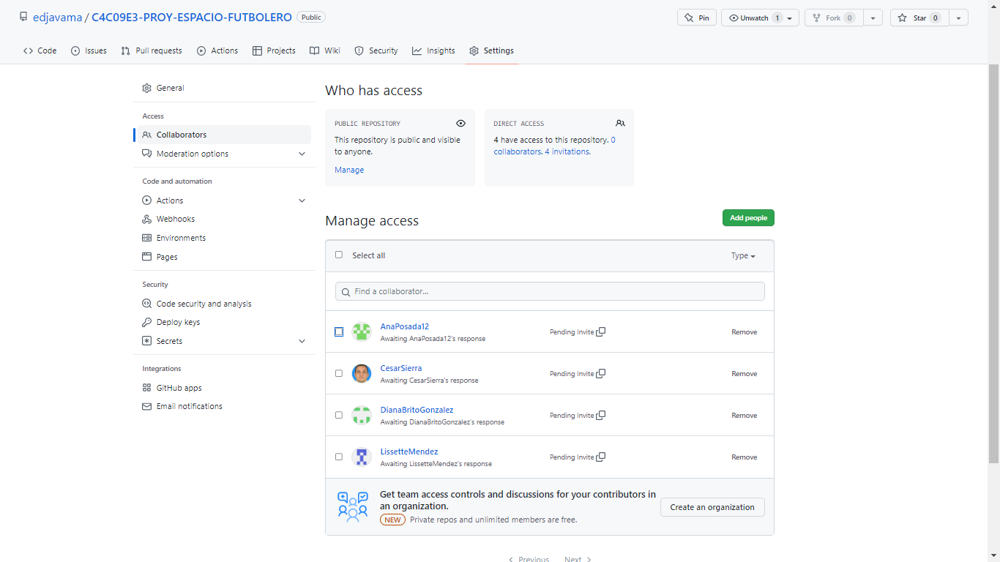 edjavama / C4C09E3-PROY-ESPACIO-FUTBOLERO Public
Pin
Unwatch 1
Fork 0
Star 0
Code
Issues
Pull requests
Actions
Projects
Wiki
Security
Insights
Settings
General
Access
Collaborators
Moderation options
Code and automation
Actions
Webhooks
Environments
Pages
Security
Code security and analysis
Deploy keys
Secrets
Integrations
GitHub apps
Email notifications
Who has access
PUBLIC REPOSITORY
This repository is public and visible
to anyone.
Manage
DIRECT ACCESS
4 have access to this repository. 0
collaborators. 4 invitations.
Manage access
Add people
Select all
Type
Find a collaborator...
AnaPosada12
Awaiting AnaPosada12's response
Pending Invite
Remove
CesarSierra
Awaiting CesarSierra's response
Pending Invite
Remove
DianaBritoGonzalez
Awaiting DianaBritoGonzalez's response
Pending Invite
Remove
LissetteMendez
Awaiting LissetteMendez's response
Pending Invite
Remove
Get team access controls and discussions for your contributors in
an organization.
NEW Private repos and unlimited members are free.
Create an organization
Previous
Next